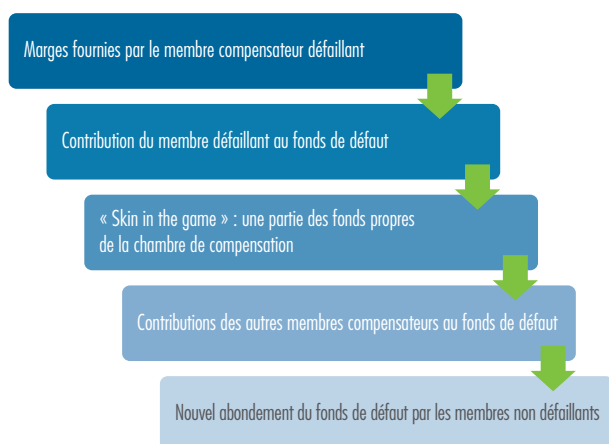 Marges fournies par le membre compensateur défaillant
Contribution du membre défaillant au fonds de défaut
« Skin in the game » : une partie des fonds propres
de la chambre de compensation
Contributions des autres membres compensateurs au fonds de défaut
Nouvel abondement du fonds de défaut par les membres non défaillants